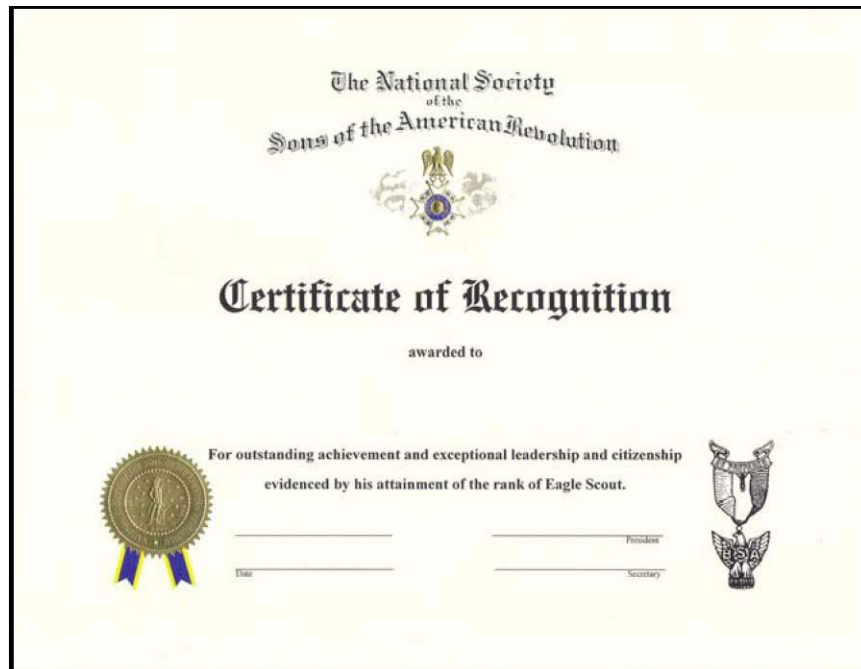 The National Society
of the
Sons of the American Revolution
Certificate of Recognition
awarded to
For outstanding achievement and exceptional leadership and citizenship
evidenced by his attainment of the rank of Eagle Scout.
President
Date
Secretary
BSA